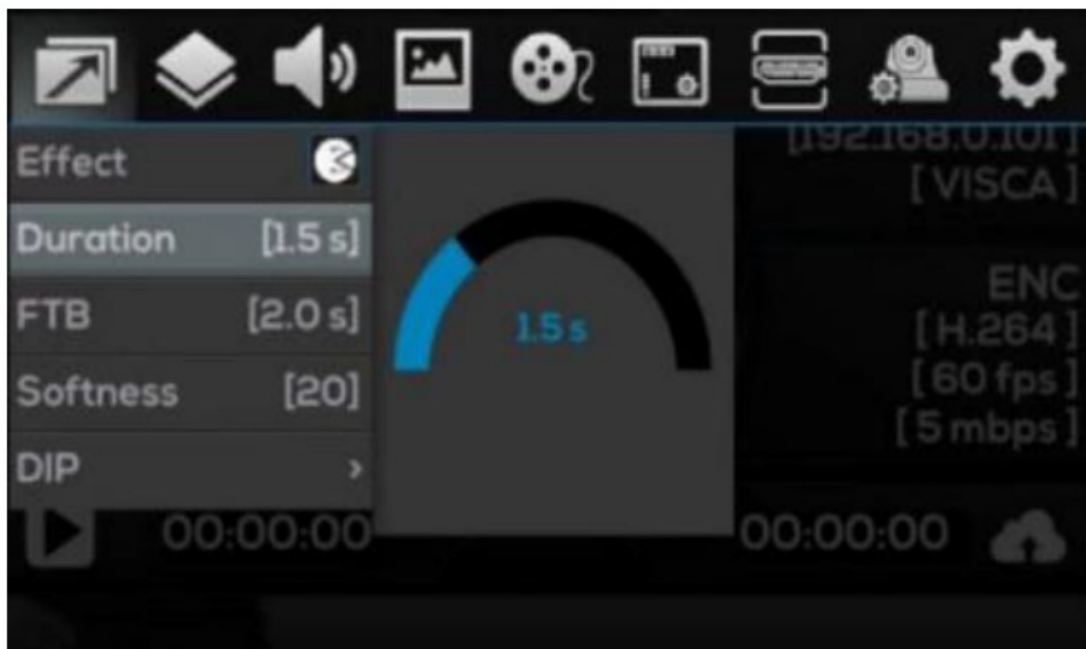 Effect
Duration [1.5 s]
FTB [2.0 s]
Softness [20]
DIP ›
1.5 s
[192.168.0.101]
[VISCA]
ENC
[H.264]
[60 fps]
[5 mbps]
00:00:00
00:00:00